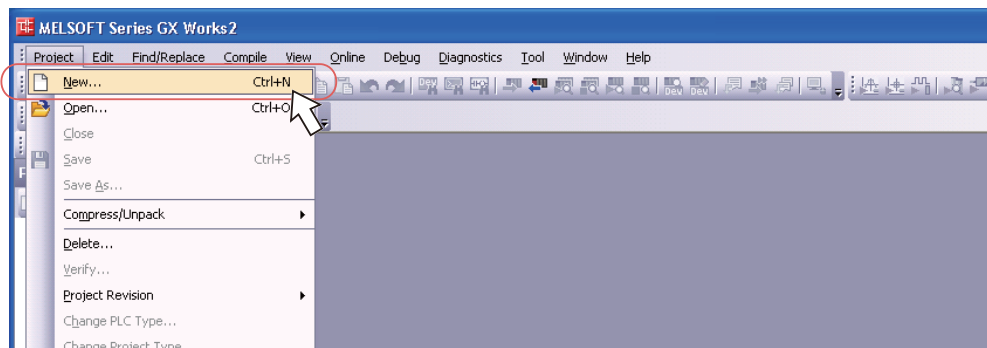 MELSOFT Series GX Works2
Project Edit Find/Replace Compile View Online Debug Diagnostics Tool Window Help
New... Ctrl+N
Open... Ctrl+O
Close
Save Ctrl+S
Save As...
Compress/Unpack
Delete...
Verify...
Project Revision
Change PLC Type...
Change Project Type